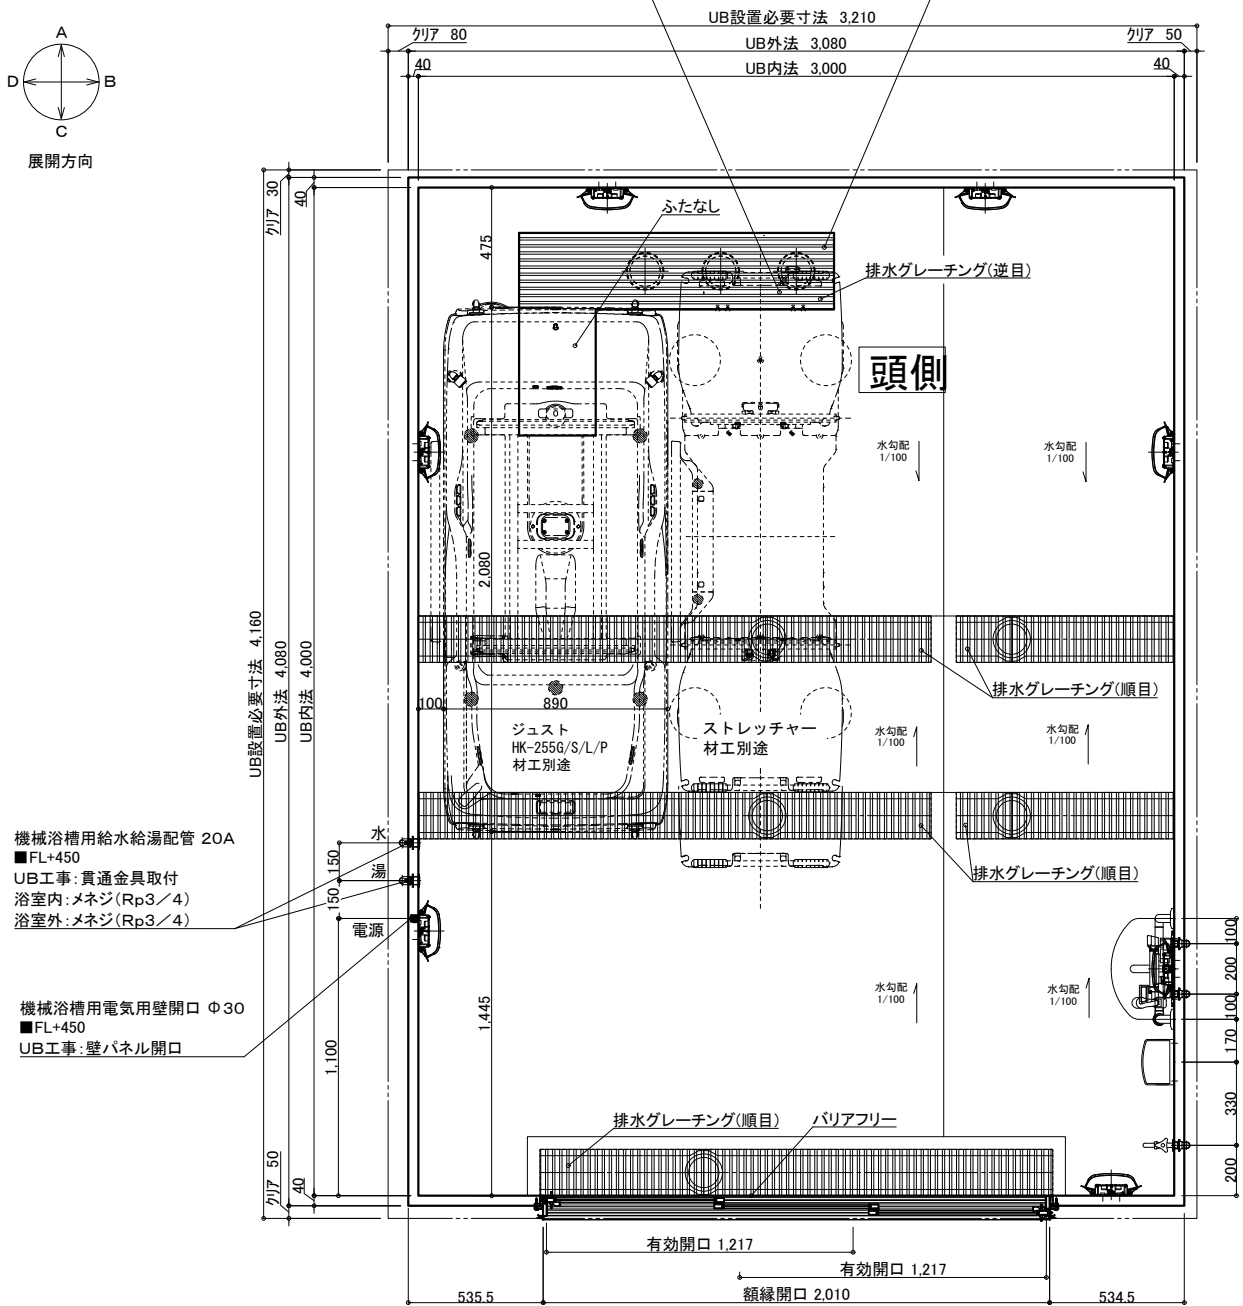 UB設置必要寸法 3,210
クリア 80
UB外法 3,080
クリア 50
40
UB内法 3,000
40
A
D
B
C
展開方向
クリア 30
40
475
ふたなし
排水グレーチング(逆目)
頭側
水勾配
1/100
水勾配
1/100
2,080
UB設置必要寸法 4,160
UB外法 4,080
UB内法 4,000
排水グレーチング(順目)
100
890
ジュスト
HK-255G/S/L/P
材工別途
ストレッチャー
材工別途
水勾配
1/100
水勾配
1/100
機械浴槽用給水給湯配管 20A
■FL+450
UB工事:貫通金具取付
浴室内:メネジ(Rp3/4)
浴室外:メネジ(Rp3/4)
水
150
湯
150
電源
排水グレーチング(順目)
機械浴槽用電気用壁開口 Φ30
■FL+450
UB工事:壁パネル開口
1,100
1,445
水勾配
1/100
水勾配
1/100
100
200
100
170
330
200
排水グレーチング(順目)
バリアフリー
クリア 50
40
有効開口 1,217
有効開口 1,217
535.5
額縁開口 2,010
534.5